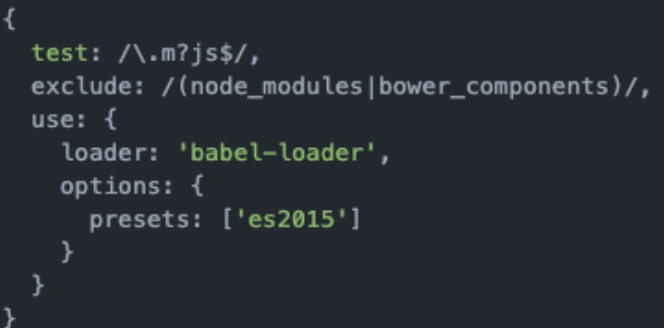 {
  test: /\.m?js$/,
  exclude: /(node_modules|bower_components)/,
  use: {
    loader: 'babel-loader',
    options: {
      presets: ['es2015']
    }
  }
}